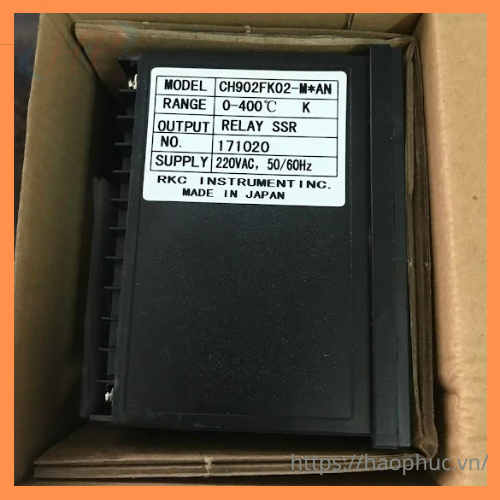 MODEL CH902FK02-M*AN
RANGE 0-400℃ K
OUTPUT RELAY SSR
NO. 171020
SUPPLY 220VAC, 50/60Hz
RKC INSTRUMENT INC.
MADE IN JAPAN
https://haophuc.vn/